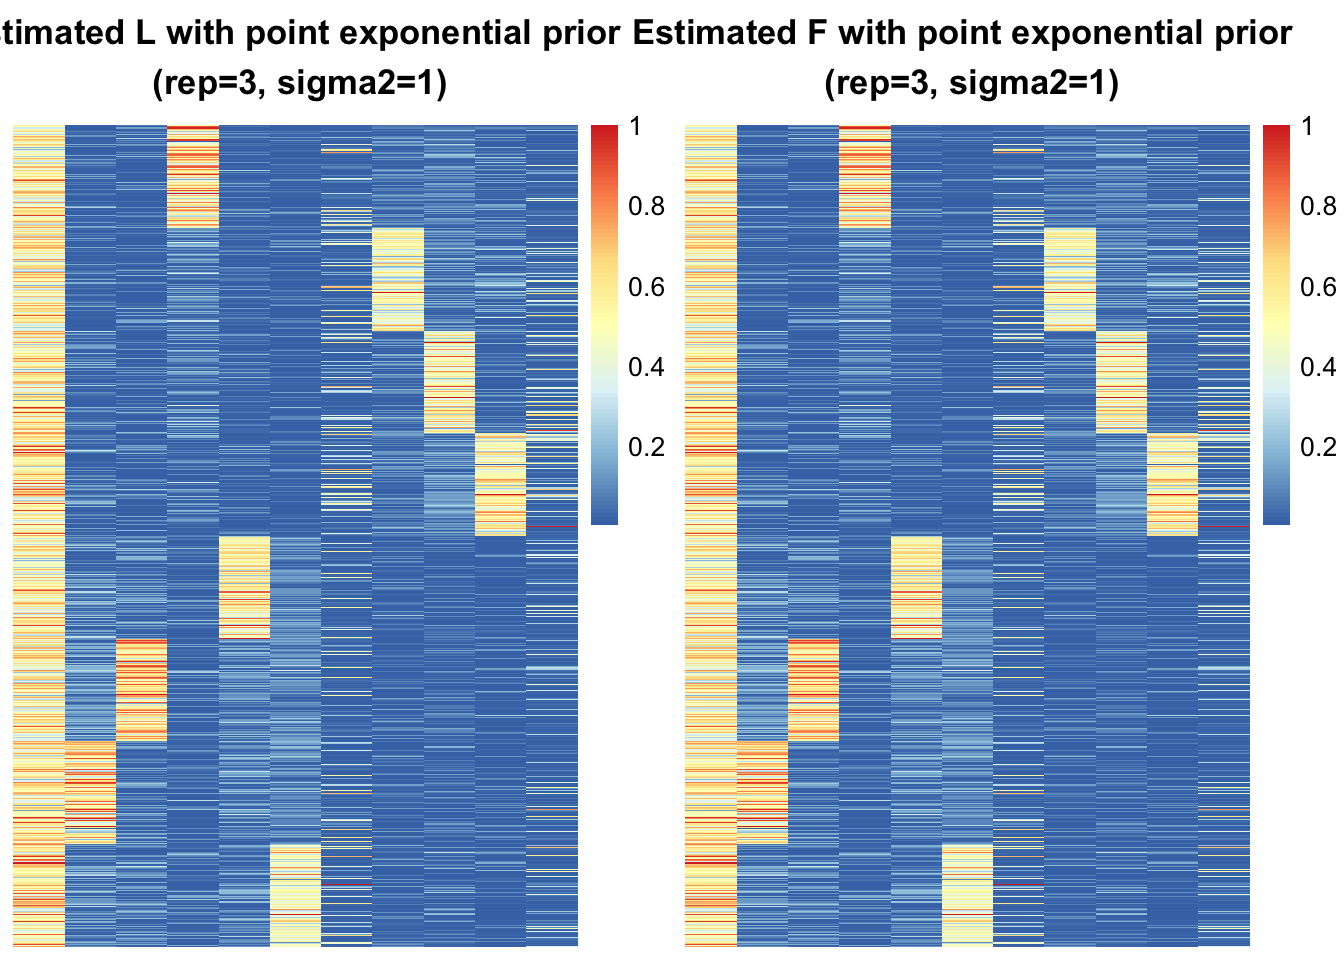 stimated L with point exponential prior
(rep=3, sigma2=1)
1
0.8
0.6
0.4
0.2
Estimated F with point exponential prior
(rep=3, sigma2=1)
1
0.8
0.6
0.4
0.2